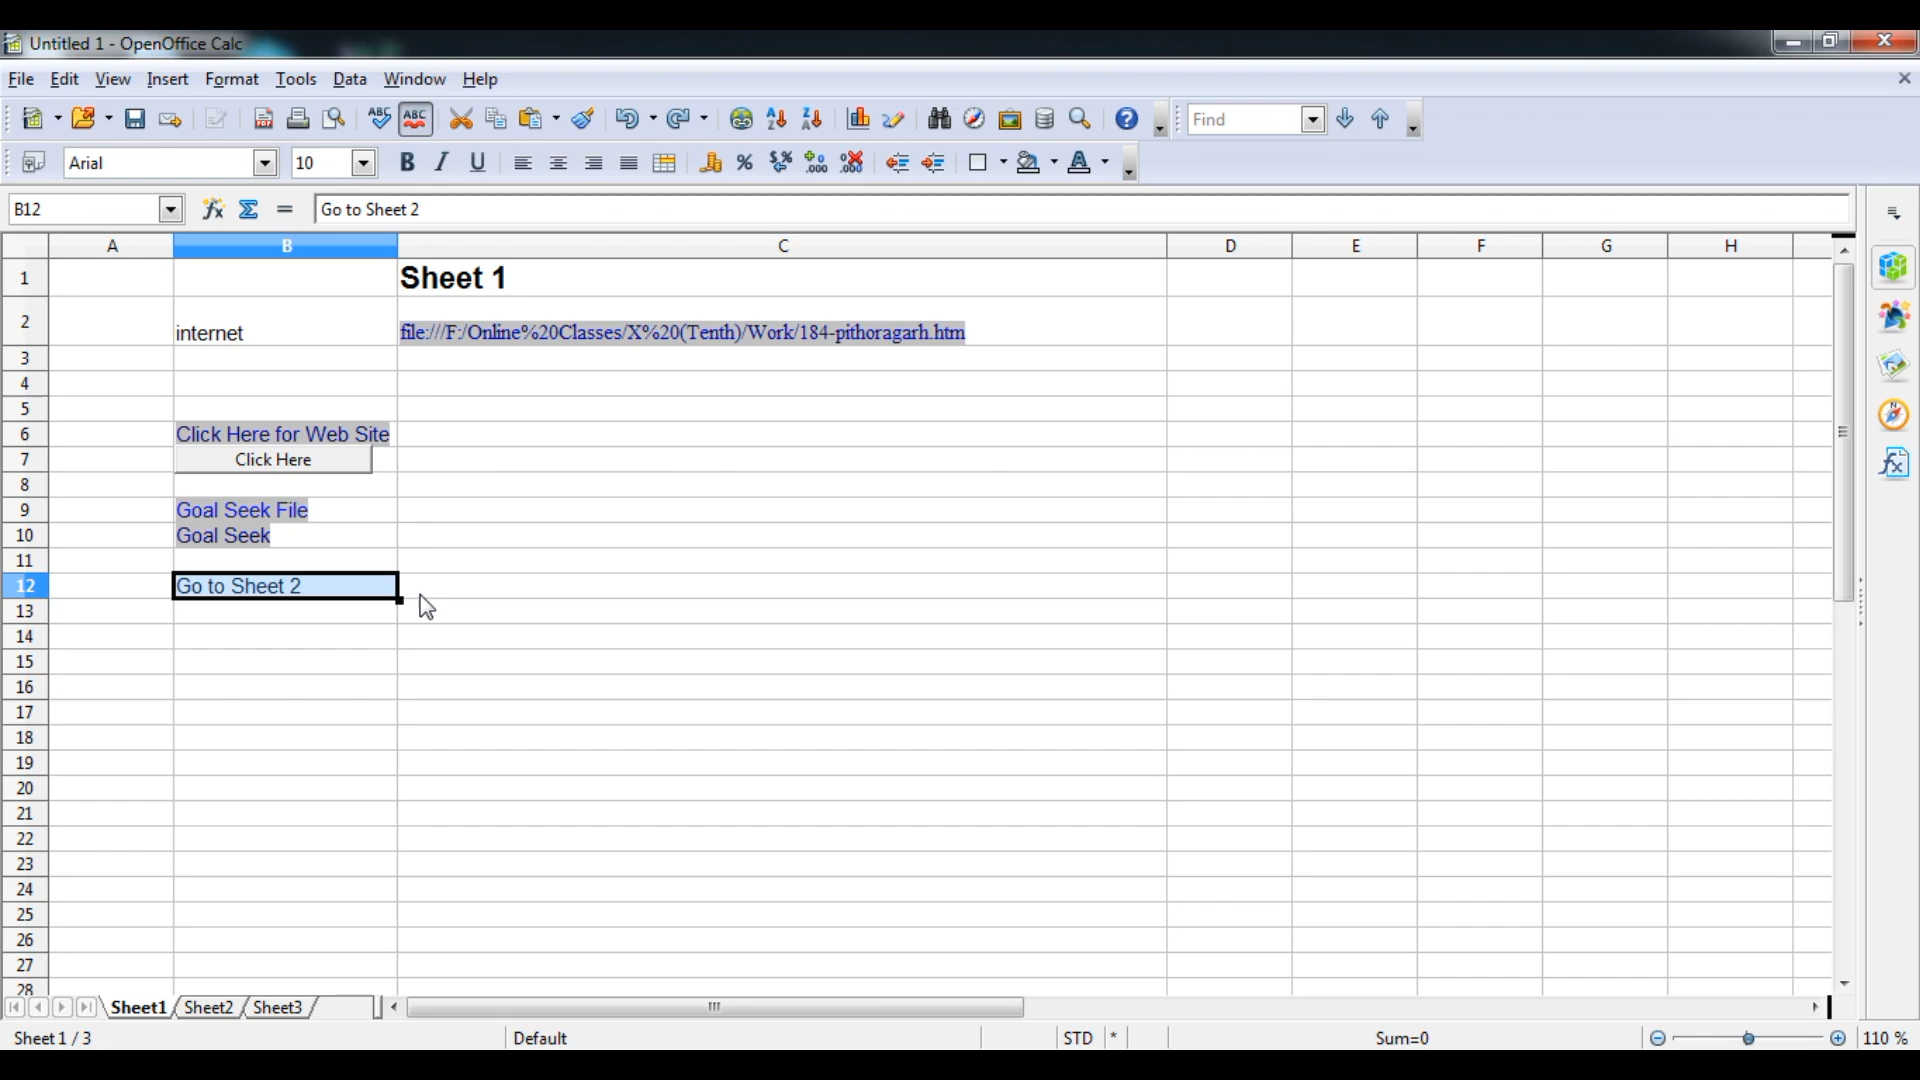 Untitled 1 - OpenOffice Calc
File Edit View Insert Format Tools Data Window Help
ABC ABC Find
Arial 10 B I U
B12 Go to Sheet 2
A B C D E F G H
1 Sheet 1
2 internet file:///F:/Online%20Classes/X%20(Tenth)/Work/184-pithoragarh.htm
3
4
5
6 Click Here for Web Site
7 Click Here
8
9 Goal Seek File
10 Goal Seek
11
12 Go to Sheet 2
13
14
15
16
17
18
19
20
21
22
23
24
25
26
27
28
Sheet1 Sheet2 Sheet3
Sheet 1 / 3 Default STD * Sum=0 110 %